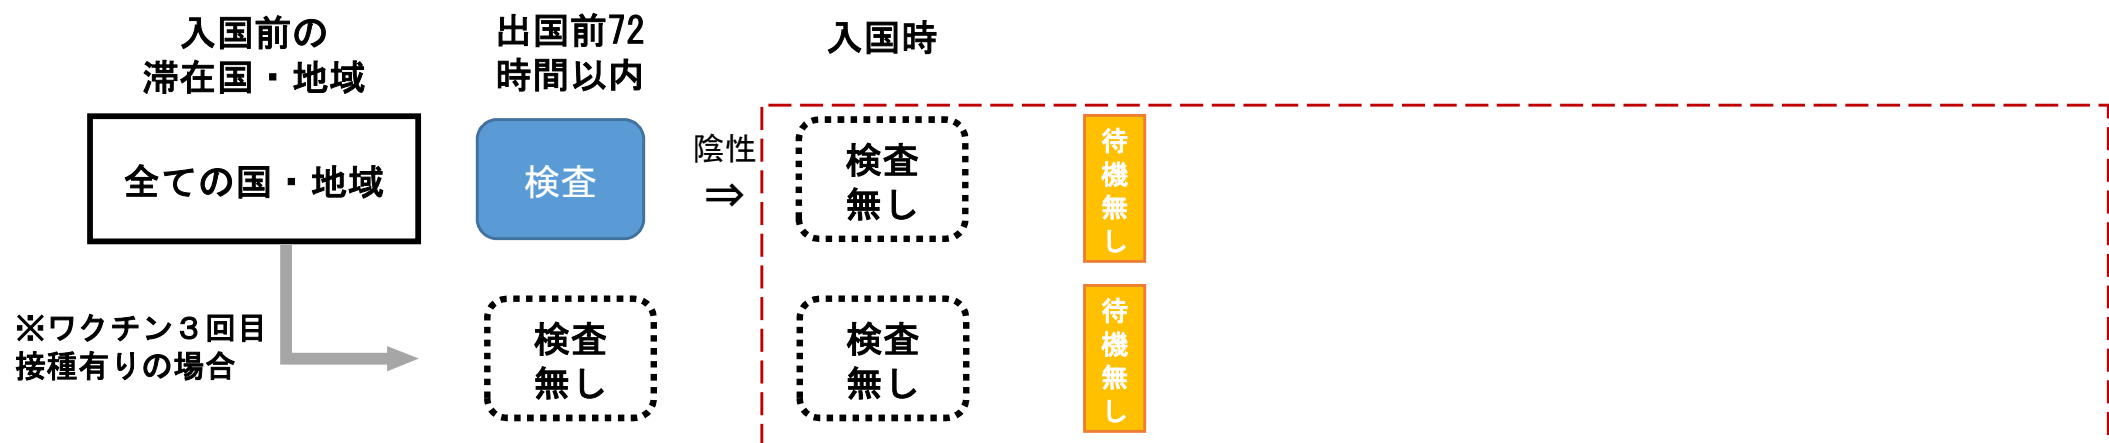 入国前の
滞在国・地域
出国前72
時間以内
入国時
全ての国・地域
検査
陰性
⇒
検査
無し
待
機
無
し
※ワクチン３回目
接種有りの場合
検査
無し
検査
無し
待
機
無
し